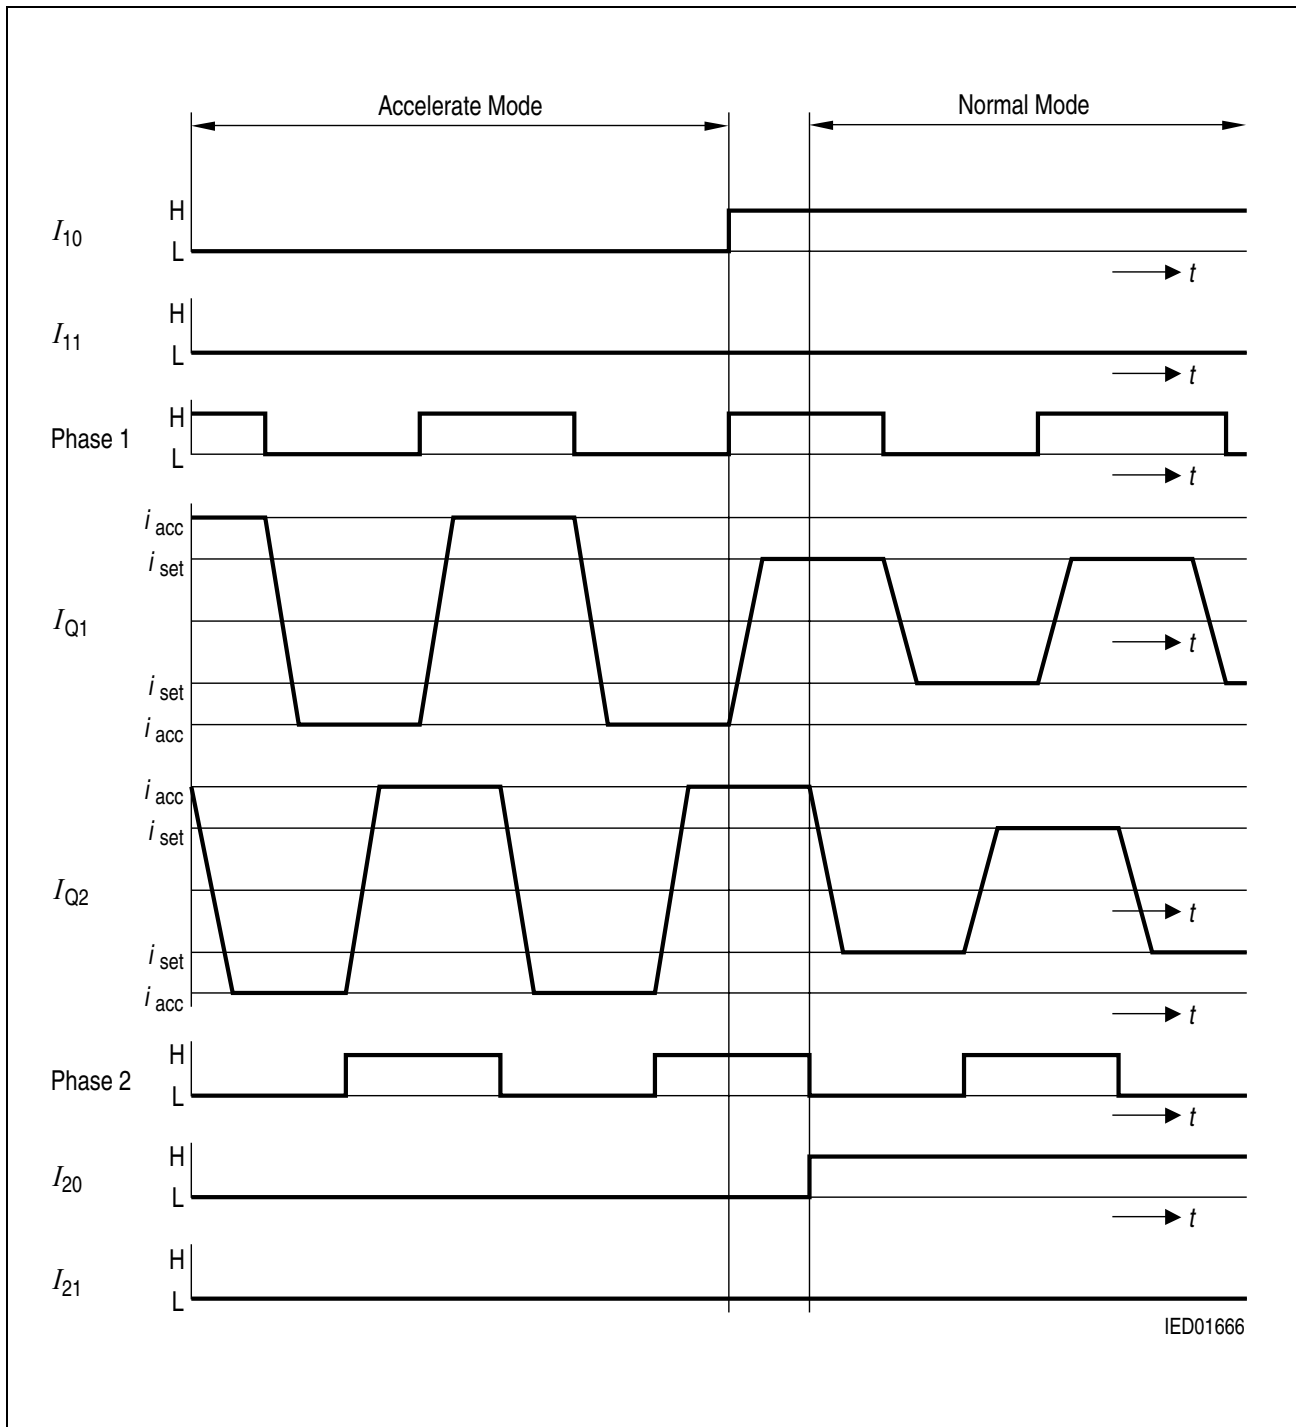 Accelerate Mode
Normal Mode
I10
H
L
t
I11
H
L
t
Phase 1
H
L
t
IQ1
i acc
i set
t
i set
i acc
IQ2
i acc
i set
t
i set
i acc
t
Phase 2
H
L
t
I20
H
L
t
I21
H
L
IED01666